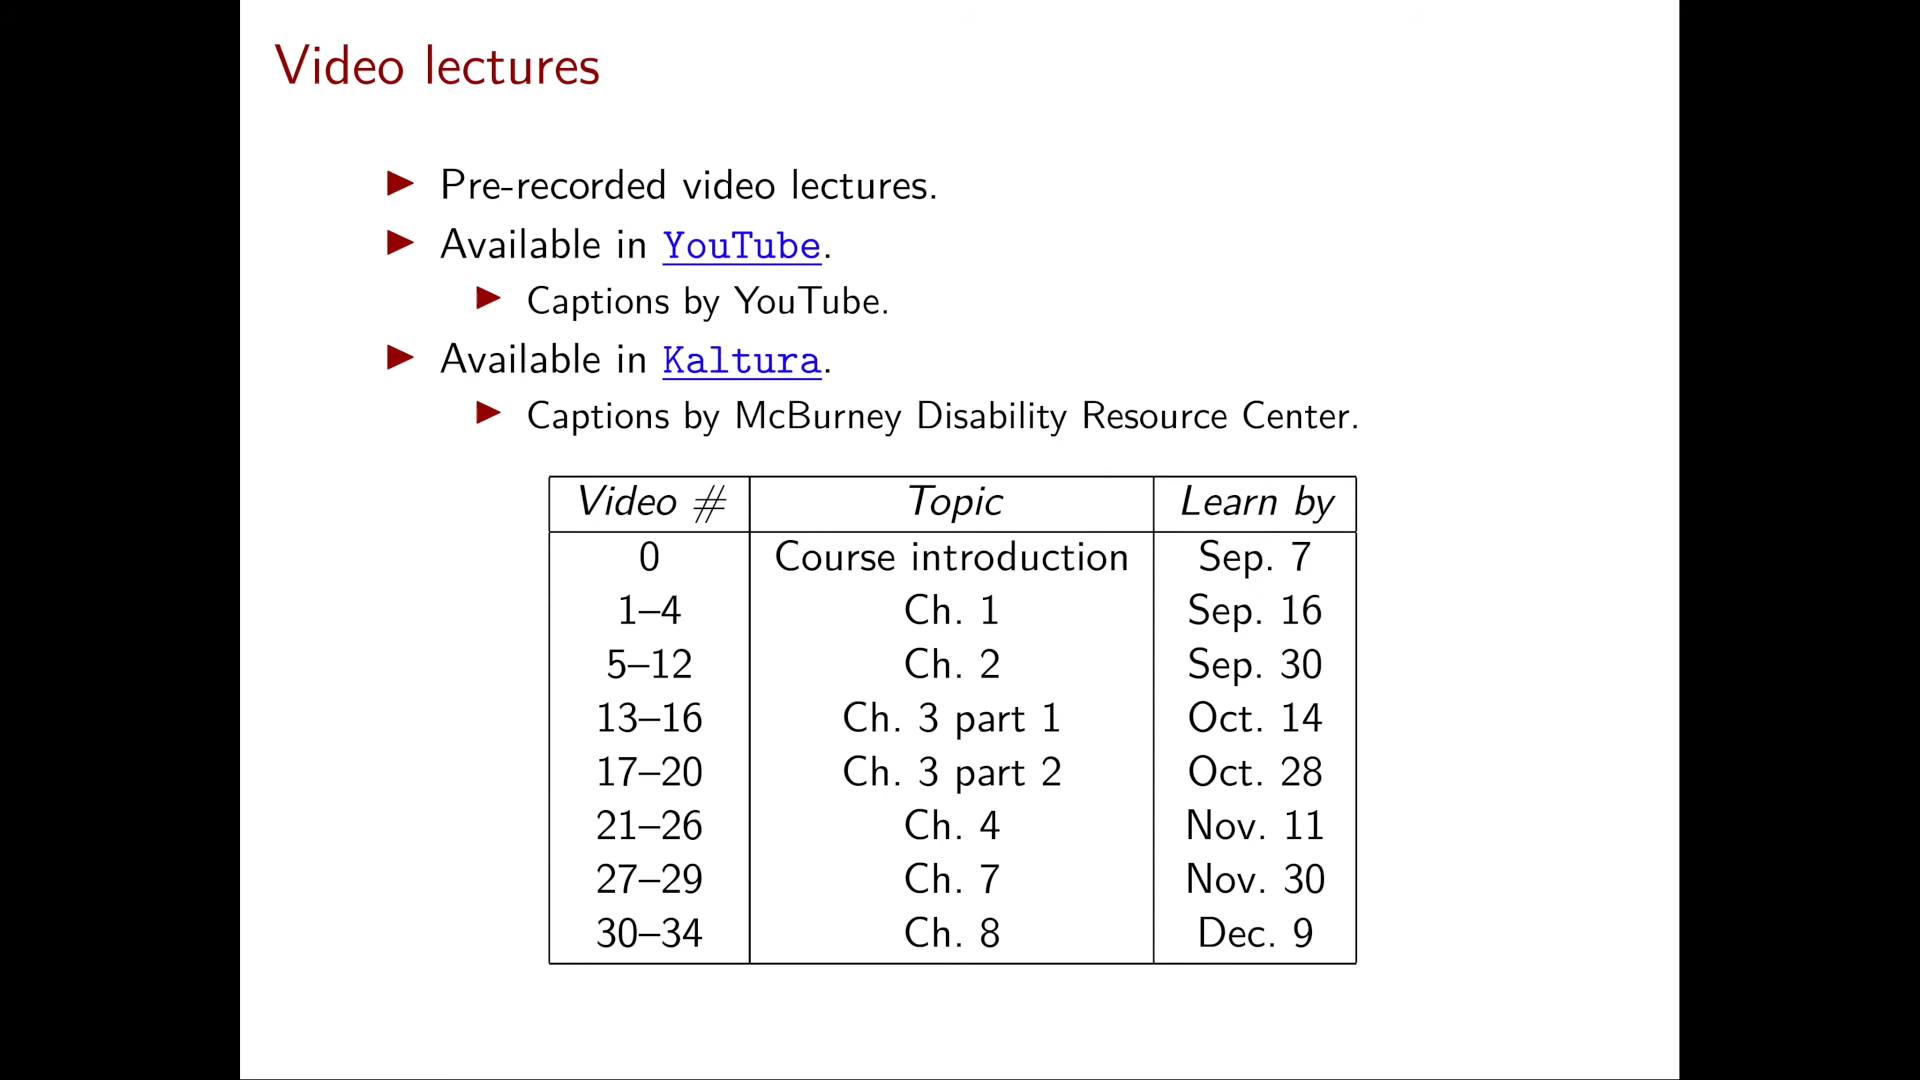 Video lectures
▶ Pre-recorded video lectures.
▶ Available in YouTube.
▶ Captions by YouTube.
▶ Available in Kaltura.
▶ Captions by McBurney Disability Resource Center.
Video # Topic Learn by
0 Course introduction Sep. 7
1–4 Ch. 1 Sep. 16
5–12 Ch. 2 Sep. 30
13–16 Ch. 3 part 1 Oct. 14
17–20 Ch. 3 part 2 Oct. 28
21–26 Ch. 4 Nov. 11
27–29 Ch. 7 Nov. 30
30–34 Ch. 8 Dec. 9